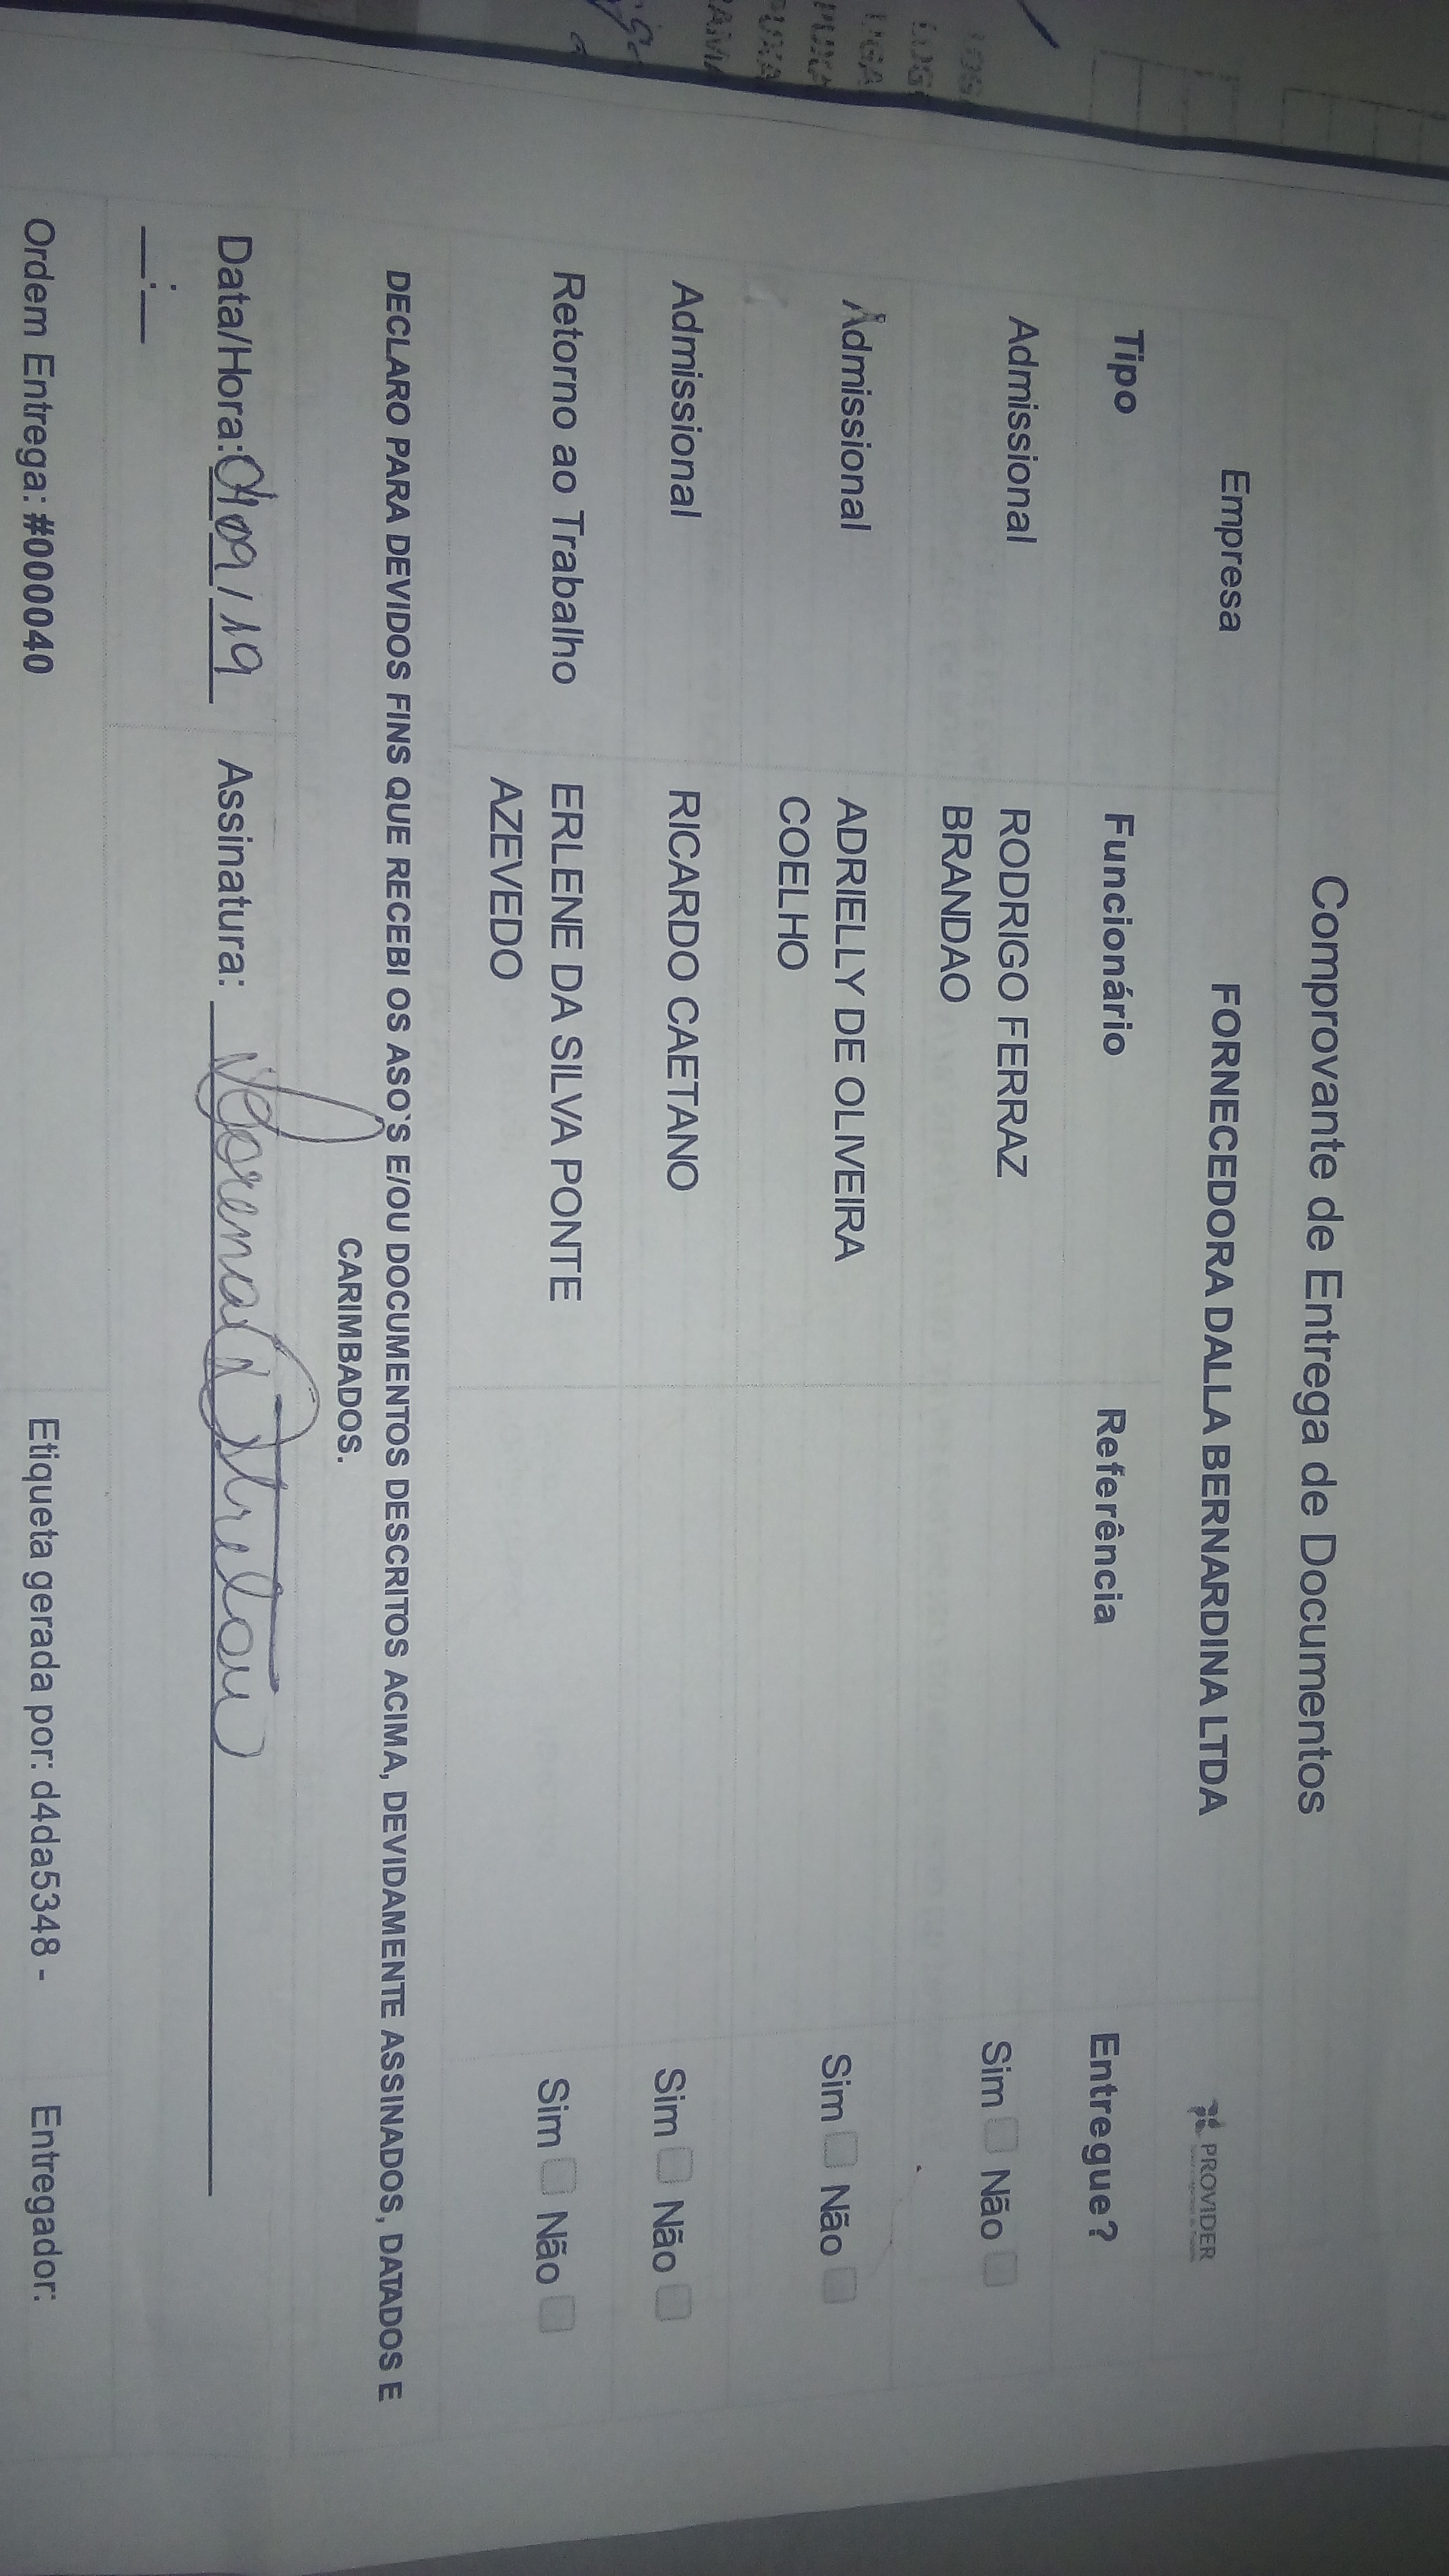 Comprovante de Entrega de Documentos
Empresa FORNECEDORA DALLA BERNARDINA LTDA PROVIDER
Tipo Funcionário Referência Entregue?
Admissional RODRIGO FERRAZ Sim Não
BRANDAO
Admissional ADRIELLY DE OLIVEIRA Sim Não
COELHO
Admissional RICARDO CAETANO Sim Não
Retorno ao Trabalho ERLENE DA SILVA PONTE Sim Não
AZEVEDO
DECLARO PARA DEVIDOS FINS QUE RECEBI OS ASO`S E/OU DOCUMENTOS DESCRITOS ACIMA, DEVIDAMENTE ASSINADOS, DATADOS E
CARIMBADOS.
Data/Hora: 09 / 19 Assinatura: Lorena
__:__
Ordem Entrega: #000040 Etiqueta gerada por: d4da5348 - Entregador: